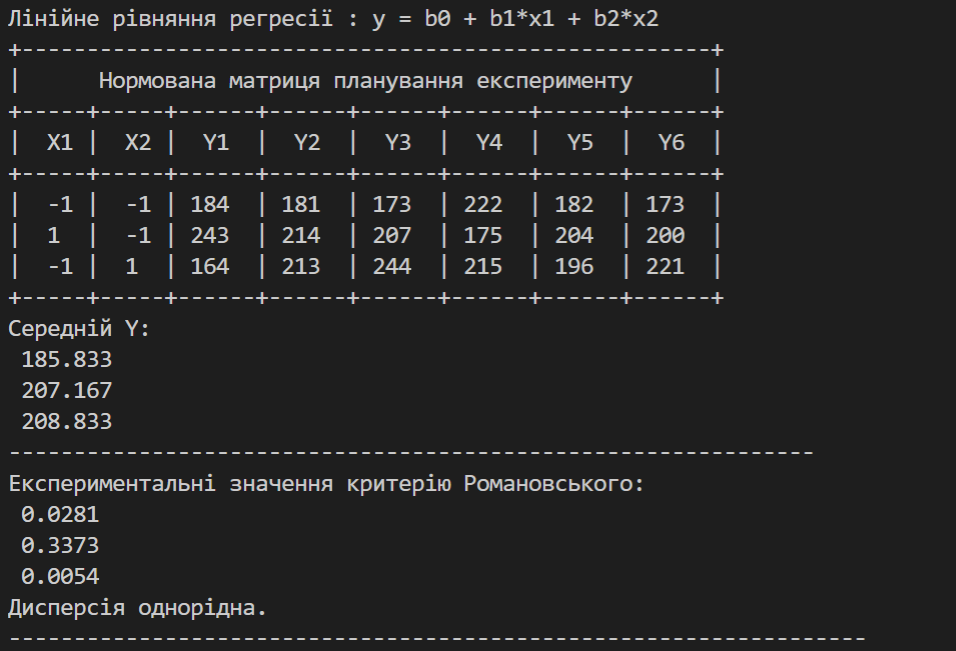 Лінійне рівняння регресії : y = b0 + b1*x1 + b2*x2
+-----------------------------------------------------+
|      Нормована матриця планування експерименту      |
+-----+-----+------+------+------+------+------+------+
|  X1 |  X2 |  Y1  |  Y2  |  Y3  |  Y4  |  Y5  |  Y6  |
+-----+-----+------+------+------+------+------+------+
|  -1 |  -1 | 184  | 181  | 173  | 222  | 182  | 173  |
|  1  |  -1 | 243  | 214  | 207  | 175  | 204  | 200  |
|  -1 |  1  | 164  | 213  | 244  | 215  | 196  | 221  |
+-----+-----+------+------+------+------+------+------+
Середній Y:
 185.833
 207.167
 208.833
--------------------------------------------------------------
Експериментальні значення критерію Романовського:
 0.0281
 0.3373
 0.0054
Дисперсія однорідна.
------------------------------------------------------------------